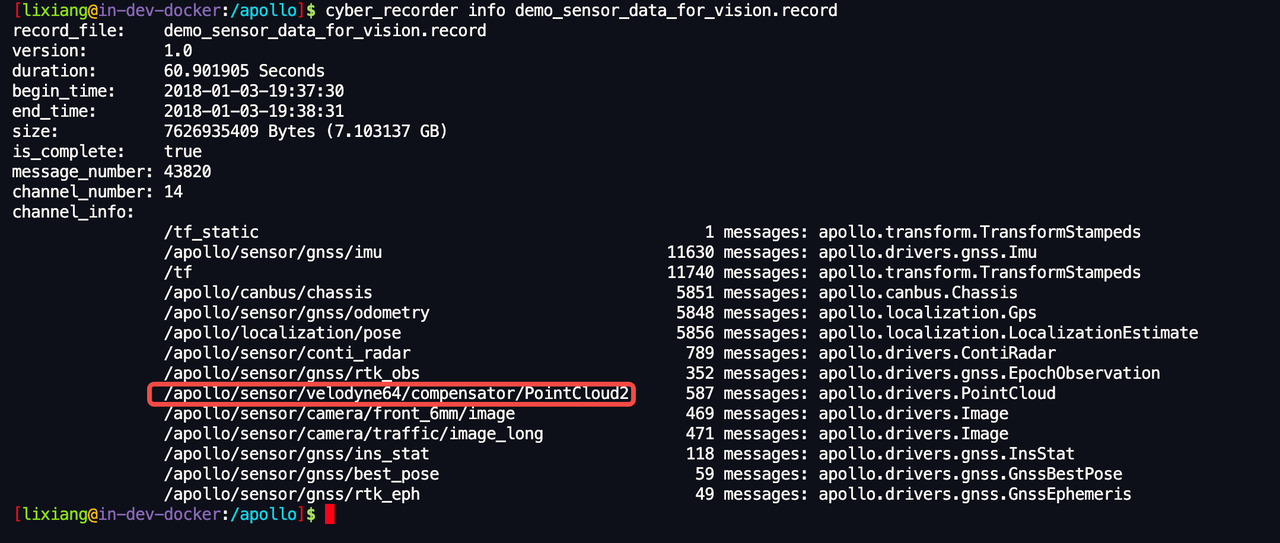 [lixiang@in-dev-docker:/apollo]$ cyber_recorder info demo_sensor_data_for_vision.record
record_file:    demo_sensor_data_for_vision.record
version:        1.0
duration:       60.901905 Seconds
begin_time:     2018-01-03-19:37:30
end_time:       2018-01-03-19:38:31
size:           7626935409 Bytes (7.103137 GB)
is_complete:    true
message_number: 43820
channel_number: 14
channel_info:
/tf_static 1 messages: apollo.transform.TransformStampeds
/apollo/sensor/gnss/imu 11630 messages: apollo.drivers.gnss.Imu
/tf 11740 messages: apollo.transform.TransformStampeds
/apollo/canbus/chassis 5851 messages: apollo.canbus.Chassis
/apollo/sensor/gnss/odometry 5848 messages: apollo.localization.Gps
/apollo/localization/pose 5856 messages: apollo.localization.LocalizationEstimate
/apollo/sensor/conti_radar 789 messages: apollo.drivers.ContiRadar
/apollo/sensor/gnss/rtk_obs 352 messages: apollo.drivers.gnss.EpochObservation
/apollo/sensor/velodyne64/compensator/PointCloud2 587 messages: apollo.drivers.PointCloud
/apollo/sensor/camera/front_6mm/image 469 messages: apollo.drivers.Image
/apollo/sensor/camera/traffic/image_long 471 messages: apollo.drivers.Image
/apollo/sensor/gnss/ins_stat 118 messages: apollo.drivers.gnss.InsStat
/apollo/sensor/gnss/best_pose 59 messages: apollo.drivers.gnss.GnssBestPose
/apollo/sensor/gnss/rtk_eph 49 messages: apollo.drivers.gnss.GnssEphemeris
[lixiang@in-dev-docker:/apollo]$